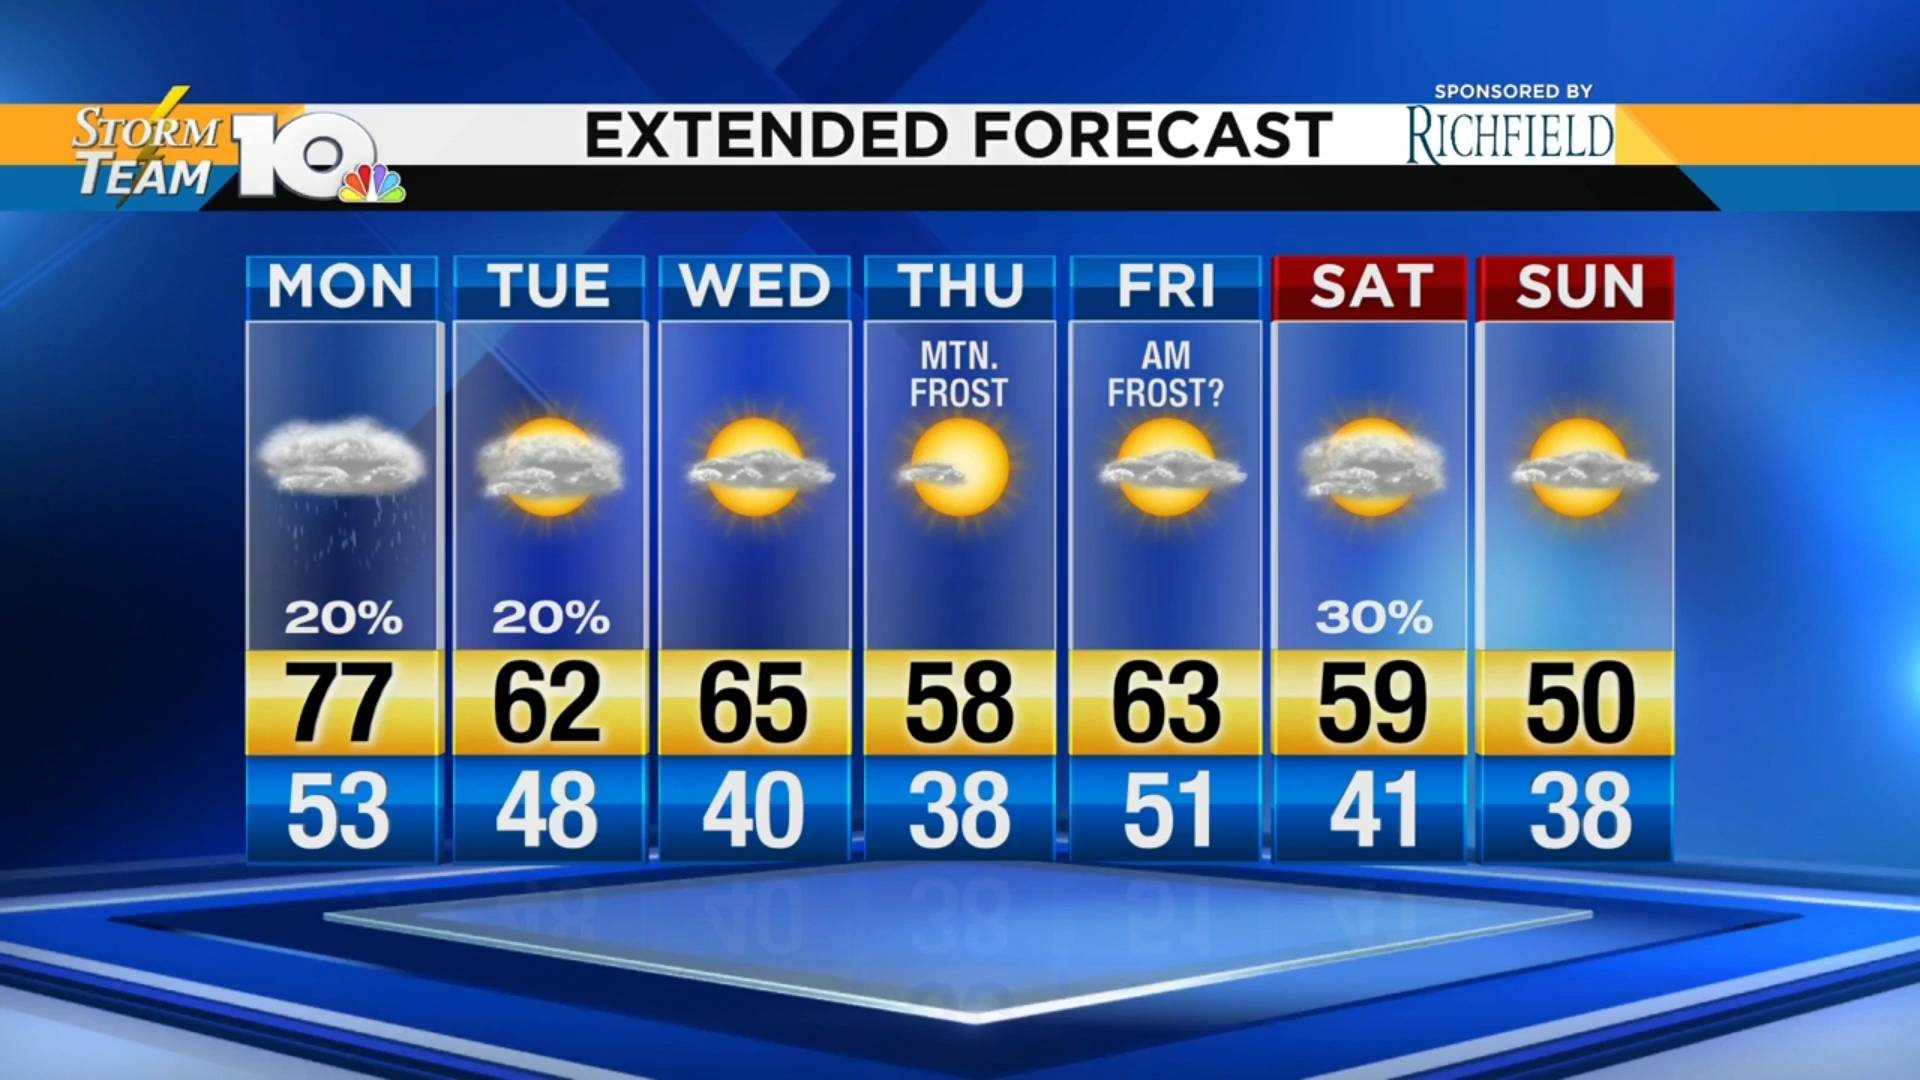 SPONSORED BY
STORM
TEAM
10
EXTENDED FORECAST
RICHFIELD
MON TUE WED THU FRI SAT SUN
MTN.
FROST
AM
FROST?
20% 20% 30%
77 62 65 58 63 59 50
53 48 40 38 51 41 38